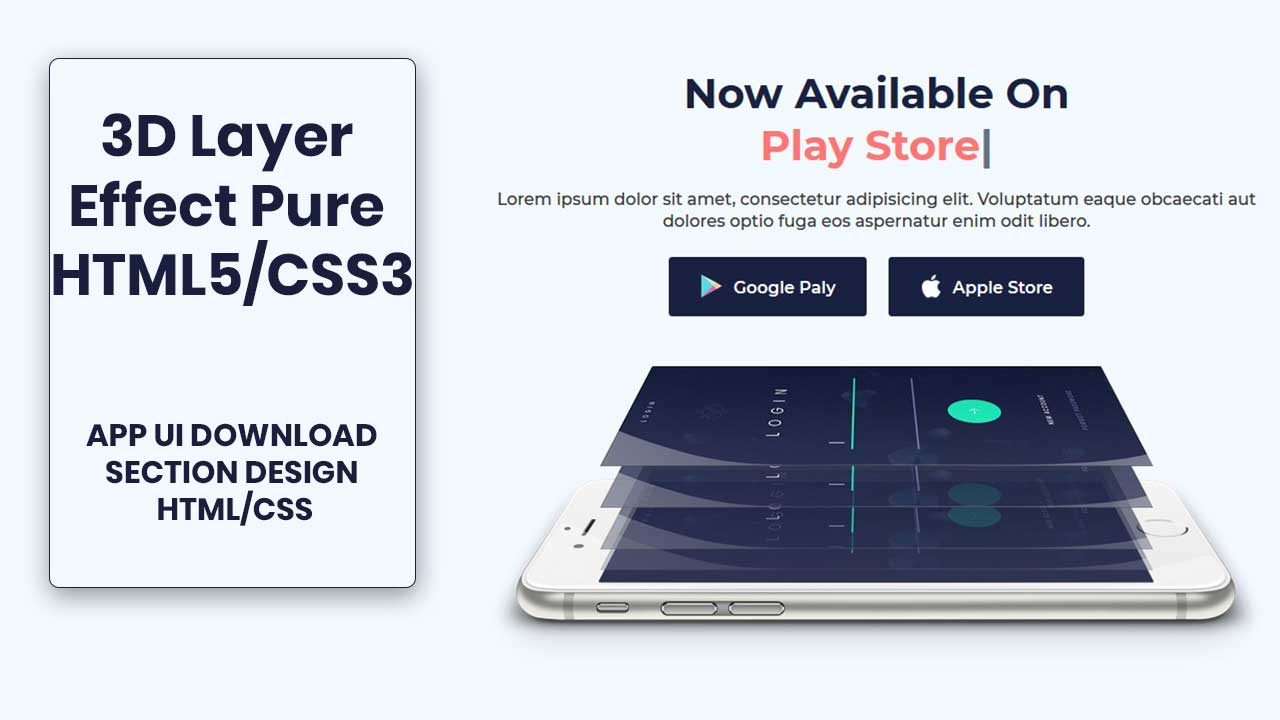 3D Layer
Effect Pure
HTML5/CSS3
APP UI DOWNLOAD
SECTION DESIGN
HTML/CSS
Now Available On
Play Store|
Lorem ipsum dolor sit amet, consectetur adipisicing elit. Voluptatum eaque obcaecati aut
dolores optio fuga eos aspernatur enim odit libero.
Google Paly
Apple Store
LOGIN
LOGIN
NEW ACCOUNT